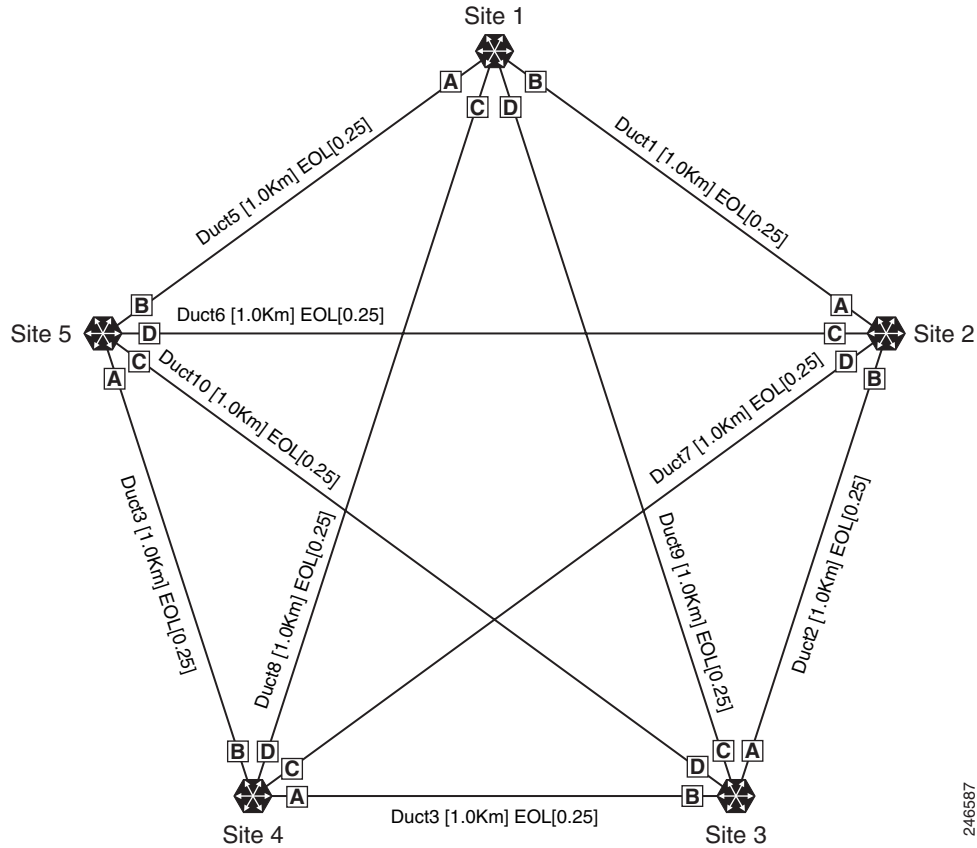 Site 1
A
B
C
D
Duct5 [1.0Km] EOL[0.25]
Duct1 [1.0Km] EOL[0.25]
B
A
Site 5
D
Duct6 [1.0Km] EOL[0.25]
C
Site 2
A
C
D
B
Duct10 [1.0Km] EOL[0.25]
Duct7 [1.0Km] EOL[0.25]
Duct3 [1.0Km] EOL[0.25]
Duct8 [1.0Km] EOL[0.25]
Duct9 [1.0Km] EOL[0.25]
Duct2 [1.0Km] EOL[0.25]
B
D
C
A
C
A
D
B
Duct3 [1.0Km] EOL[0.25]
Site 4
Site 3
246587